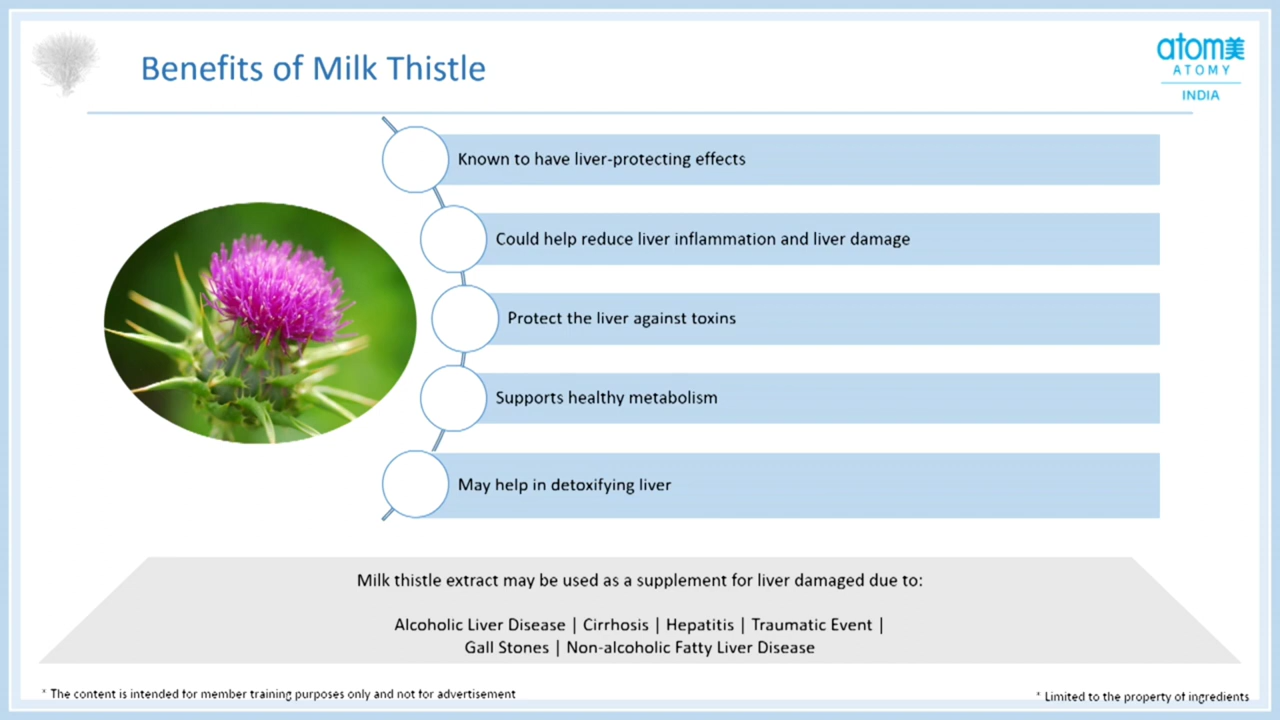 Benefits of Milk Thistle
atom美
ATOMY
INDIA
Known to have liver-protecting effects
Could help reduce liver inflammation and liver damage
Protect the liver against toxins
Supports healthy metabolism
May help in detoxifying liver
Milk thistle extract may be used as a supplement for liver damaged due to:
Alcoholic Liver Disease | Cirrhosis | Hepatitis | Traumatic Event |
Gall Stones | Non-alcoholic Fatty Liver Disease
* The content is intended for member training purposes only and not for advertisement
* Limited to the property of ingredients